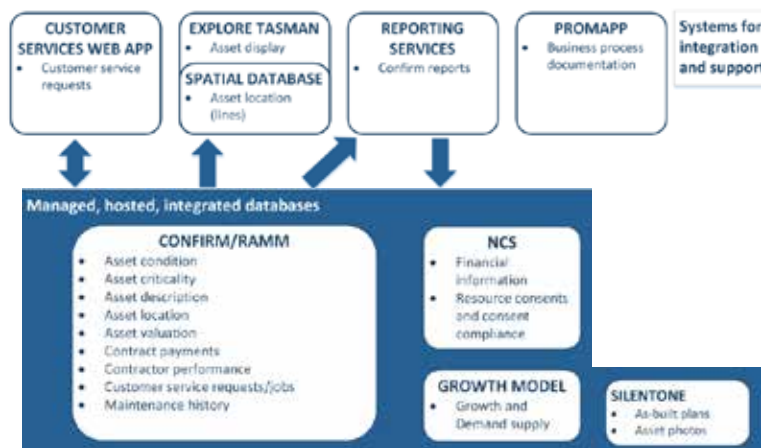 CUSTOMER
SERVICES WEB APP
• Customer service
requests
EXPLORE TASMAN
• Asset display
SPATIAL DATABASE
• Asset location
(lines)
REPORTING
SERVICES
• Confirm reports
PROMAPP
• Business process
documentation
Systems for
integration
and support
Managed, hosted, integrated databases
CONFIRM/RAMM
• Asset condition
• Asset criticality
• Asset description
• Asset location
• Asset valuation
• Contract payments
• Contractor performance
• Customer service requests/jobs
• Maintenance history
NCS
• Financial
information
• Resource consents
and consent
compliance
GROWTH MODEL
• Growth and
Demand supply
SILENTONE
• As-built plans
• Asset photos